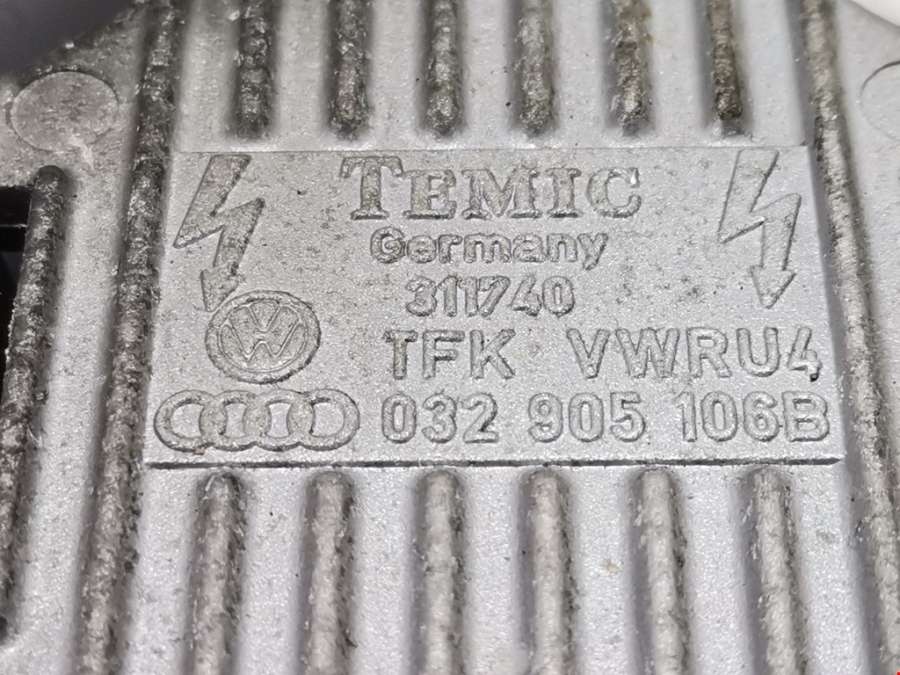 TEMIC
Germany
311740
TFK VWRU4
032 905 106B